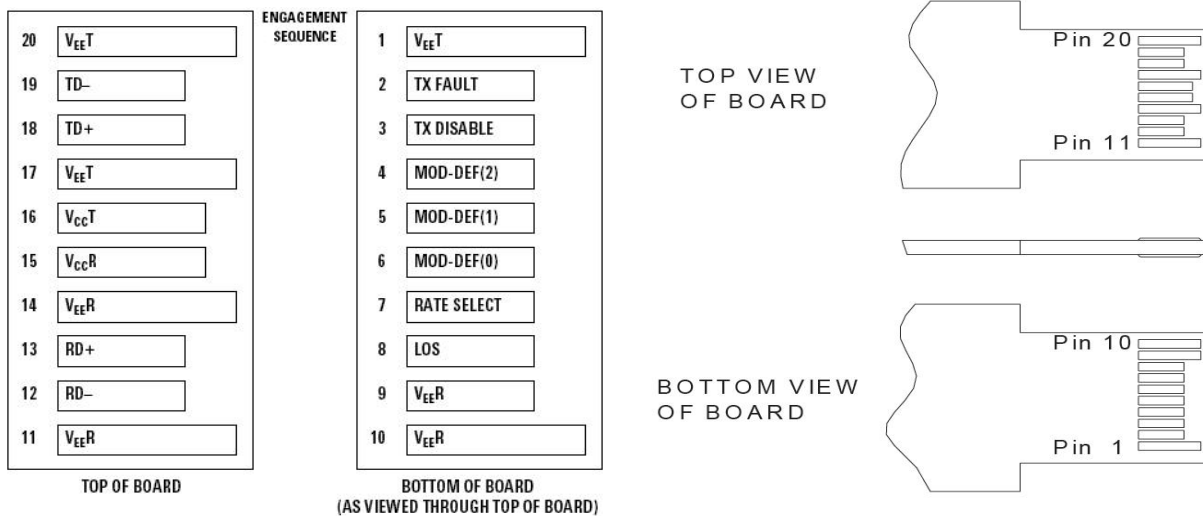 ENGAGEMENT
SEQUENCE
20 VEET
19 TD–
18 TD+
17 VEET
16 VCCT
15 VCCR
14 VEER
13 RD+
12 RD–
11 VEER
TOP OF BOARD
1 VEET
2 TX FAULT
3 TX DISABLE
4 MOD-DEF(2)
5 MOD-DEF(1)
6 MOD-DEF(0)
7 RATE SELECT
8 LOS
9 VEER
10 VEER
BOTTOM OF BOARD
(AS VIEWED THROUGH TOP OF BOARD)
TOP VIEW
OF BOARD
Pin 20
Pin 11
BOTTOM VIEW
OF BOARD
Pin 10
Pin 1